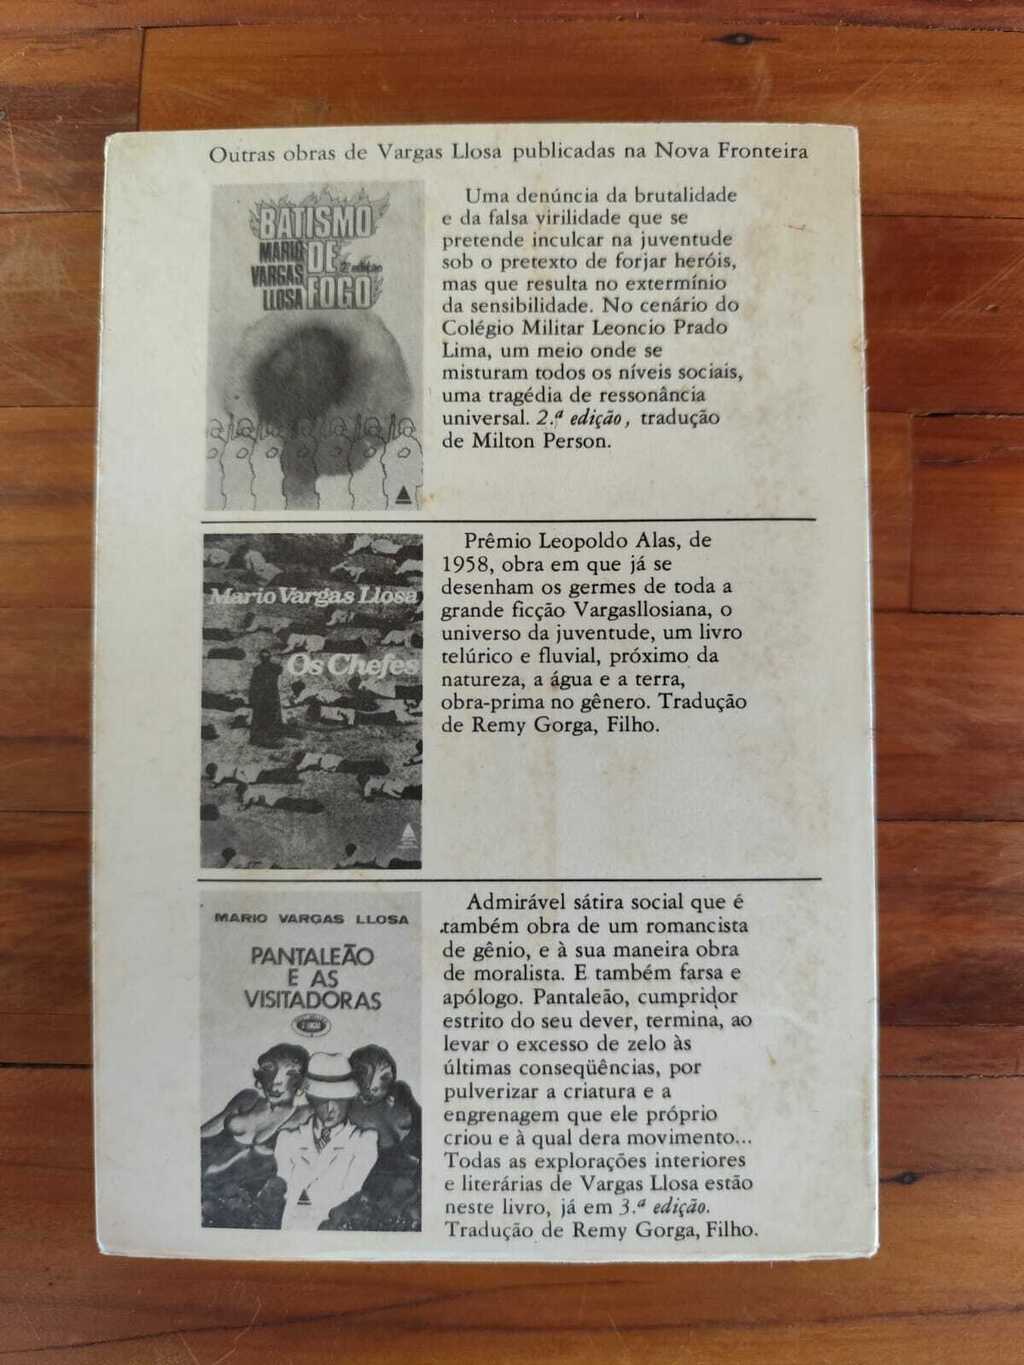 Outras obras de Vargas Llosa publicadas na Nova Fronteira
BATISMO
DE
FOGO
MARIO
VARGAS
LLOSA
2ª edição
Uma denúncia da brutalidade
e da falsa virilidade que se
pretende inculcar na juventude
sob o pretexto de forjar heróis,
mas que resulta no extermínio
da sensibilidade. No cenário do
Colégio Militar Leoncio Prado
Lima, um meio onde se
misturam todos os níveis sociais,
uma tragédia de ressonância
universal. 2.ª edição, tradução
de Milton Person.
Mario Vargas Llosa
Os Chefes
Prêmio Leopoldo Alas, de
1958, obra em que já se
desenham os germes de toda a
grande ficção Vargasllosiana, o
universo da juventude, um livro
telúrico e fluvial, próximo da
natureza, a água e a terra,
obra-prima no gênero. Tradução
de Remy Gorga, Filho.
MARIO VARGAS LLOSA
PANTALEÃO
E AS
VISITADORAS
Admirável sátira social que é
também obra de um romancista
de gênio, e à sua maneira obra
de moralista. E também farsa e
apólogo. Pantaleão, cumpridor
estrito do seu dever, termina, ao
levar o excesso de zelo às
últimas conseqüências, por
pulverizar a criatura e a
engrenagem que ele próprio
criou e à qual dera movimento...
Todas as explorações interiores
e literárias de Vargas Llosa estão
neste livro, já em 3.ª edição.
Tradução de Remy Gorga, Filho.